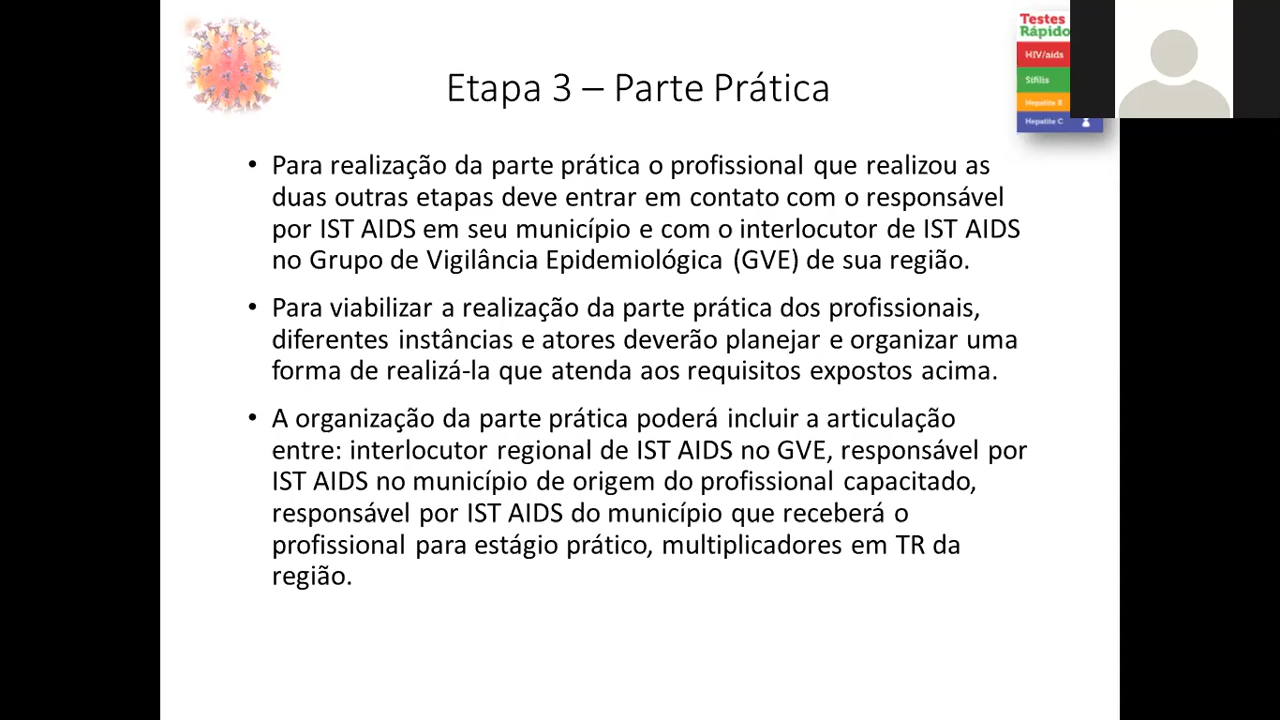 Testes
Rápido
HIV/aids
Sífilis
Hepatite B
Hepatite C
Etapa 3 – Parte Prática
• Para realização da parte prática o profissional que realizou as
duas outras etapas deve entrar em contato com o responsável
por IST AIDS em seu município e com o interlocutor de IST AIDS
no Grupo de Vigilância Epidemiológica (GVE) de sua região.
• Para viabilizar a realização da parte prática dos profissionais,
diferentes instâncias e atores deverão planejar e organizar uma
forma de realizá-la que atenda aos requisitos expostos acima.
• A organização da parte prática poderá incluir a articulação
entre: interlocutor regional de IST AIDS no GVE, responsável por
IST AIDS no município de origem do profissional capacitado,
responsável por IST AIDS do município que receberá o
profissional para estágio prático, multiplicadores em TR da
região.